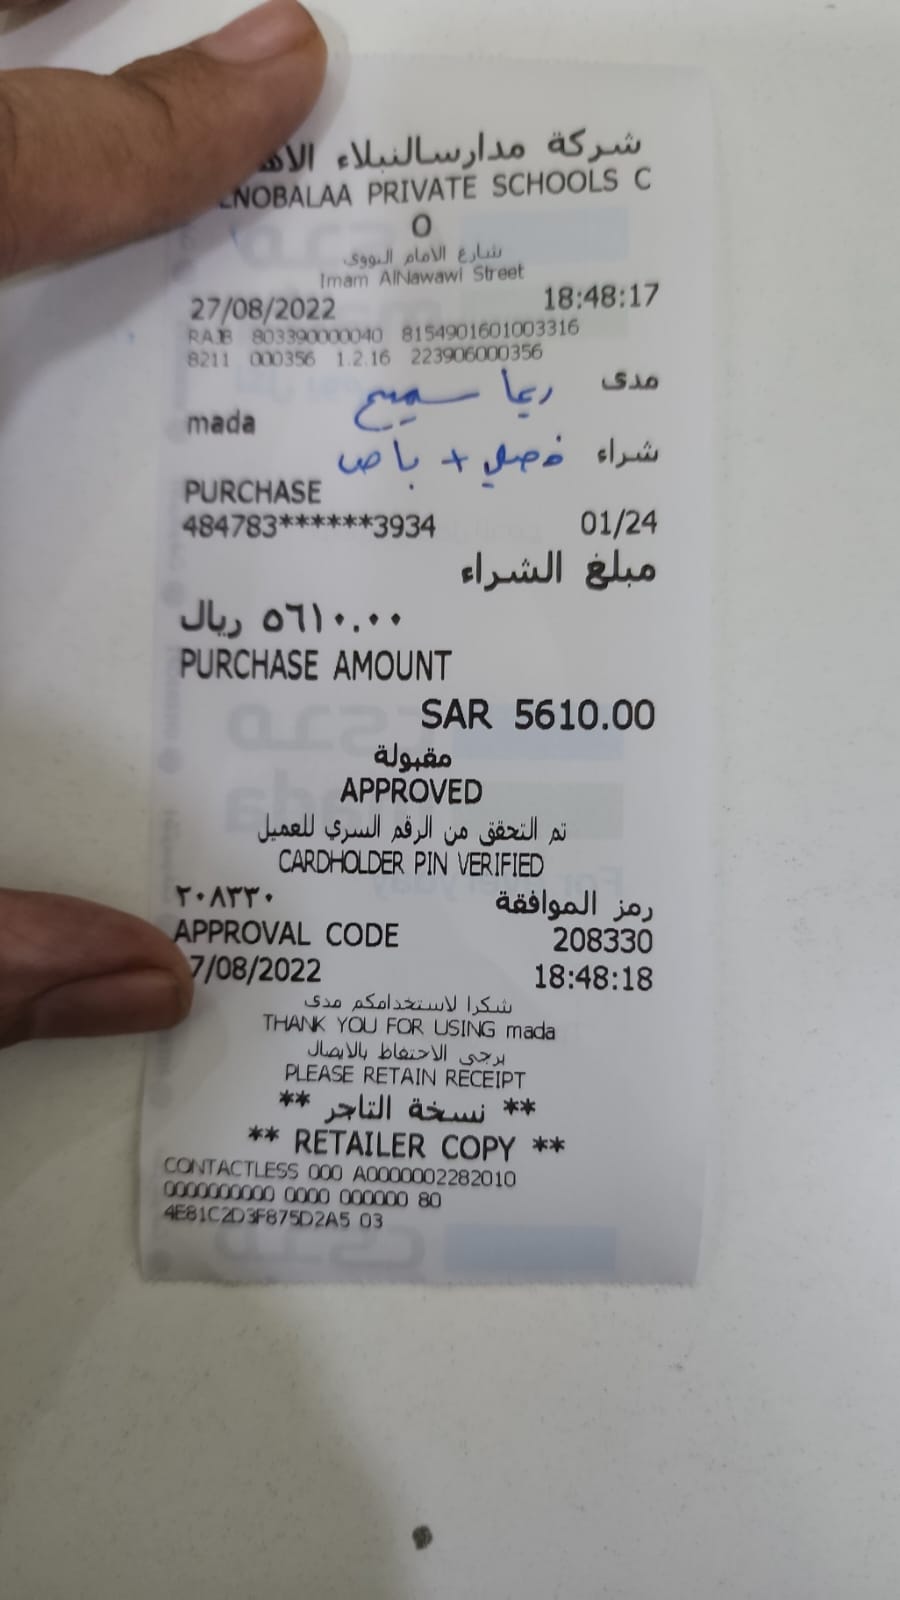 شركة مدارسالنبلاء
NOBALAA PRIVATE SCHOOLS C
O
شارع الامام النووي
Imam AlNawawi Street
27/08/2022 18:48:17
RAJB 803390000040 8154901601003316
8211 000356 1.2.16 223906000356
مدى
ريما سميح
mada
شراء
فصلي + باص
PURCHASE
484783******3934 01/24
مبلغ الشراء
٥٦١٠.٠٠ ريال
PURCHASE AMOUNT
SAR 5610.00
مقبولة
APPROVED
تم التحقق من الرقم السري للعميل
CARDHOLDER PIN VERIFIED
رمز الموافقة ٢٠٨٣٣٠
APPROVAL CODE 208330
7/08/2022 18:48:18
شكرا لاستخدامكم مدى
THANK YOU FOR USING mada
يرجى الاحتفاظ بالايصال
PLEASE RETAIN RECEIPT
** نسخة التاجر **
** RETAILER COPY **
CONTACTLESS 000 A0000002282010
0000000000 0000 000000 80
4E81C2D3F875D2A5 03